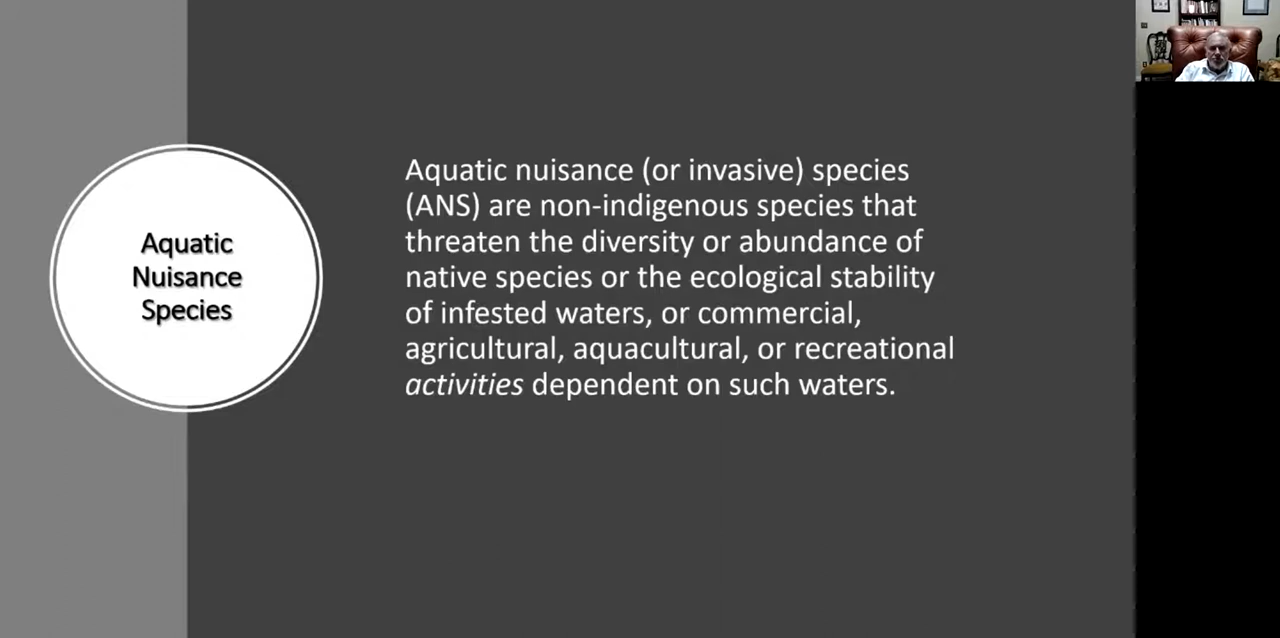 Aquatic
Nuisance
Species
Aquatic nuisance (or invasive) species
(ANS) are non-indigenous species that
threaten the diversity or abundance of
native species or the ecological stability
of infested waters, or commercial,
agricultural, aquacultural, or recreational
activities dependent on such waters.